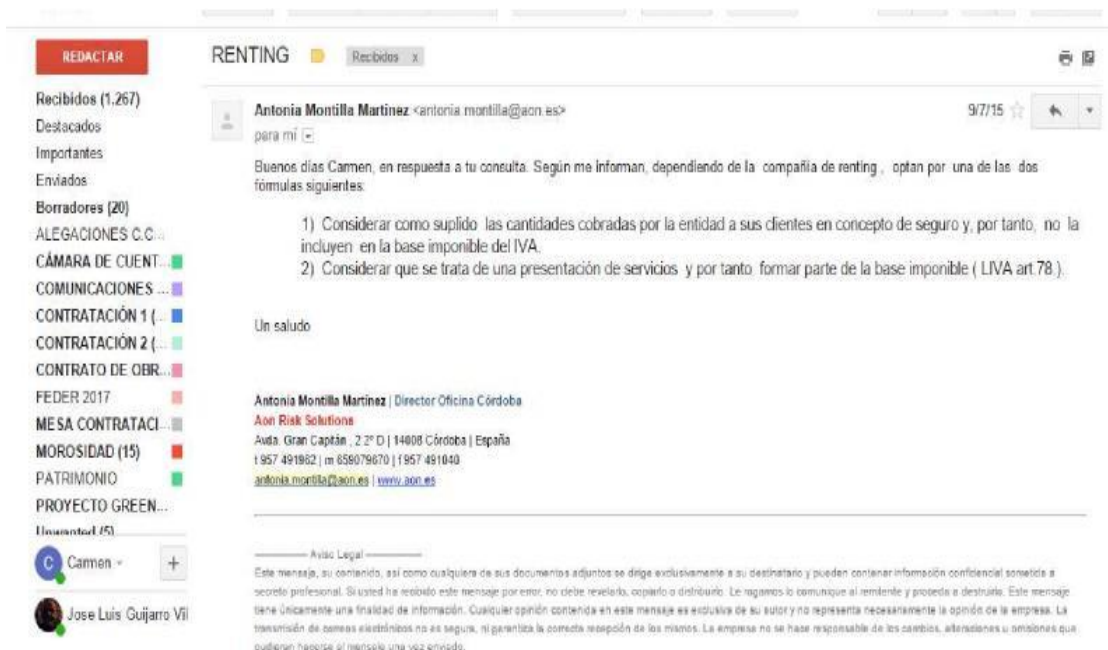 REDACTAR
RENTING
Recibidos x
Recibidos (1.267)
Destacados
Importantes
Enviados
Borradores (20)
ALEGACIONES C.C...
CÁMARA DE CUENT...
COMUNICACIONES ...
CONTRATACIÓN 1 (...
CONTRATACIÓN 2 (...
CONTRATO DE OBR...
FEDER 2017
MESA CONTRATACI...
MOROSIDAD (15)
PATRIMONIO
PROYECTO GREEN...
Unwanted (5)
C Carmen
+
Jose Luis Guijarro Vil
Antonia Montilla Martinez <antonia.montilla@aon.es>
9/7/15
para mí
Buenos días Carmen, en respuesta a tu consulta. Según me informan, dependiendo de la compañía de renting , optan por una de las dos
fórmulas siguientes:
1) Considerar como suplido las cantidades cobradas por la entidad a sus clientes en concepto de seguro y, por tanto, no la
incluyen en la base imponible del IVA.
2) Considerar que se trata de una presentación de servicios y por tanto formar parte de la base imponible ( LIVA art.78 ).
Un saludo
Antonia Montilla Martínez | Director Oficina Córdoba
Aon Risk Solutions
Avda. Gran Capitán , 2 2º D | 14008 Córdoba | España
t 957 491982 | m 659079670 | f 957 491040
antonia.montilla@aon.es | www.aon.es
Aviso Legal
Este mensaje, su contenido, así como cualquiera de sus documentos adjuntos se dirige exclusivamente a su destinatario y pueden contener información confidencial sometida a
secreto profesional. Si usted ha recibido este mensaje por error, no debe revelarlo, copiarlo o distribuirlo. Le rogamos lo comunique al remitente y proceda a destruirlo. Este mensaje
tiene únicamente una finalidad de información. Cualquier opinión contenida en este mensaje es exclusiva de su autor y no representa necesariamente la opinión de la empresa. La
transmisión de correos electrónicos no es segura, ni garantiza la correcta recepción de los mismos. La empresa no se hace responsable de los cambios, alteraciones u omisiones que
pudieran hacerse al mensaje una vez enviado.